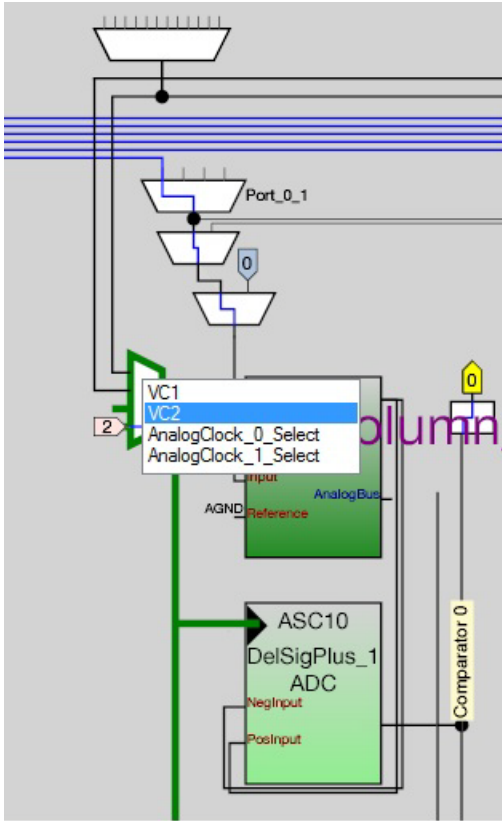 Port_0_1
0
0
VC1
VC2
AnalogClock_0_Select
AnalogClock_1_Select
2
Input
AnalogBus
AGND
Reference
ASC10
DelSigPlus_1
ADC
NegInput
PosInput
Comparator 0